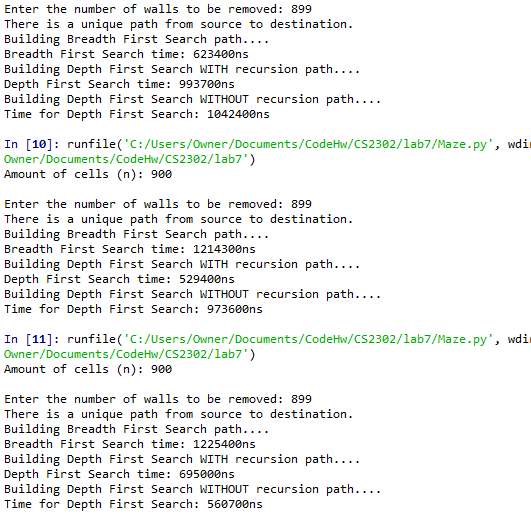 Enter the number of walls to be removed: 899
There is a unique path from source to destination.
Building Breadth First Search path....
Breadth First Search time: 623400ns
Building Depth First Search WITH recursion path....
Depth First Search time: 993700ns
Building Depth First Search WITHOUT recursion path....
Time for Depth First Search: 1042400ns
In [10]: runfile('C:/Users/Owner/Documents/CodeHw/CS2302/lab7/Maze.py', wdi
Owner/Documents/CodeHw/CS2302/lab7')
Amount of cells (n): 900
Enter the number of walls to be removed: 899
There is a unique path from source to destination.
Building Breadth First Search path....
Breadth First Search time: 1214300ns
Building Depth First Search WITH recursion path....
Depth First Search time: 529400ns
Building Depth First Search WITHOUT recursion path....
Time for Depth First Search: 973600ns
In [11]: runfile('C:/Users/Owner/Documents/CodeHw/CS2302/lab7/Maze.py', wdi
Owner/Documents/CodeHw/CS2302/lab7')
Amount of cells (n): 900
Enter the number of walls to be removed: 899
There is a unique path from source to destination.
Building Breadth First Search path....
Breadth First Search time: 1225400ns
Building Depth First Search WITH recursion path....
Depth First Search time: 695000ns
Building Depth First Search WITHOUT recursion path....
Time for Depth First Search: 560700ns